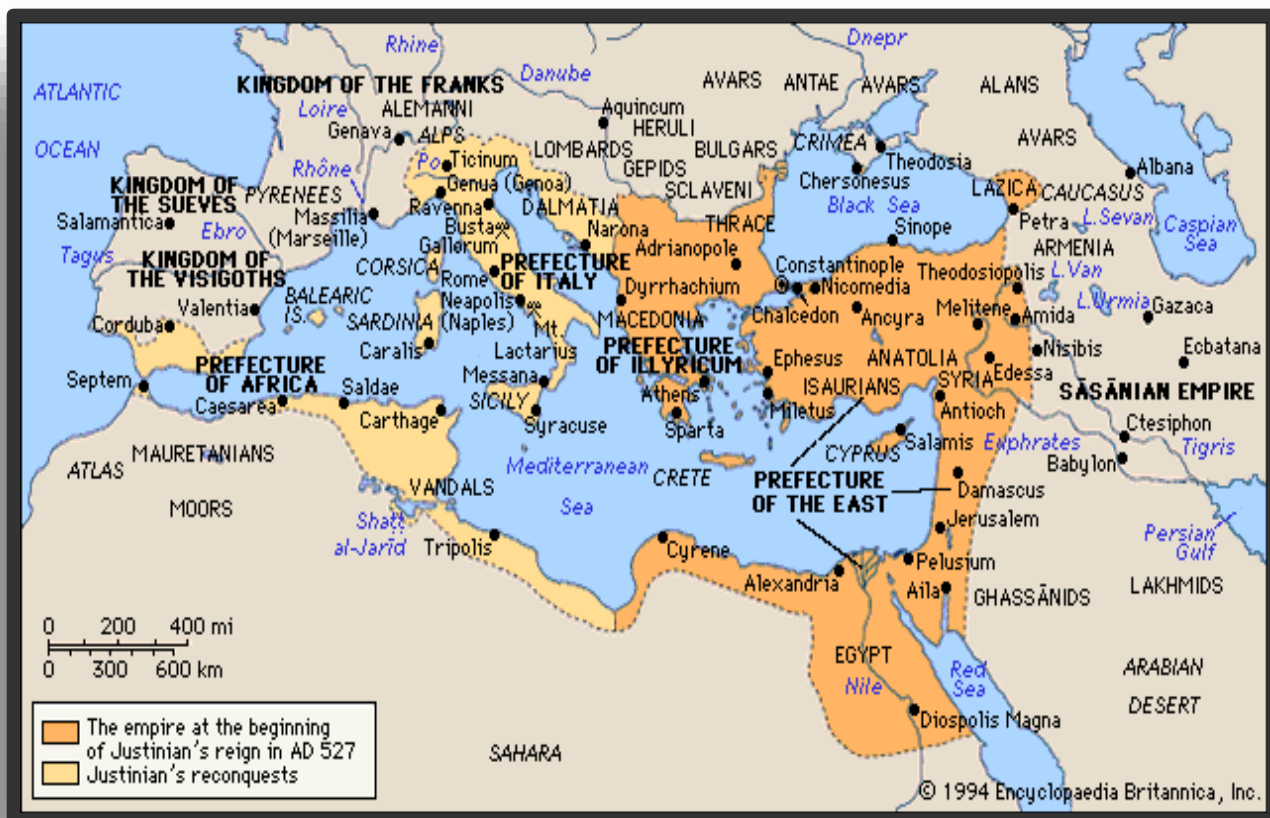 Rhine
Dnepr
KINGDOM OF THE FRANKS
Danube
AVARS
ANTAE
AVARS
ALANS
ATLANTIC
OCEAN
Loire
ALEMANNI
Aquincum
HERULI
Genava
ALPS
LOMBARDS
BULGARS
CRIMEA
AVARS
Po
Ticinum
GEPIDS
Theodosia
Albana
Rhône
SCLAVENI
Chersonesus
KINGDOM OF
THE SUEVES
PYRENEES
Genua (Genoa)
LAZICA
CAUCASUS
Ravenna
DALMATIA
Black Sea
Salamantica
Massilia
(Marseille)
Busta
Gallorum
THRACE
Petra
L.Sevan
Caspian
Sea
Ebro
Narona
Adrianopole
Sinope
ARMENIA
Tagus
KINGDOM OF
THE VISIGOTHS
CORSICA
Rome
PREFECTURE
OF ITALY
Constantinople
Theodosiopolis
L.Van
Valentia
BALEARIC
IS.
Neapolis
(Naples)
Dyrrhachium
Nicomedia
Melitene
L.Urmia
Gazaca
Corduba
SARDINIA
Mt.
Lactarius
MACEDONIA
Chalcedon
Ancyra
Amida
Caralis
PREFECTURE
OF ILLYRICUM
Nisibis
Ecbatana
PREFECTURE
OF AFRICA
Ephesus
ANATOLIA
Edessa
Septem
Saldae
Messana
ISAURIANS
SYRIA
SĀSĀNIAN EMPIRE
Caesarea
SICILY
Athens
Miletus
Antioch
Carthage
Syracuse
Sparta
Salamis
Ctesiphon
MAURETANIANS
CYPRUS
Euphrates
Tigris
ATLAS
Mediterranean
Sea
CRETE
Babylon
VANDALS
PREFECTURE
OF THE EAST
Damascus
MOORS
Shaṭṭ
al-Jarīd
Jerusalem
Persian
Gulf
Tripolis
Cyrene
Pelusium
Alexandria
Aila
GHASSĀNIDS
LAKHMIDS
0 200 400 mi
0 300 600 km
EGYPT
Nile
Red
Sea
ARABIAN
DESERT
Diospolis Magna
The empire at the beginning
of Justinian's reign in AD 527
Justinian's reconquests
SAHARA
© 1994 Encyclopaedia Britannica, Inc.